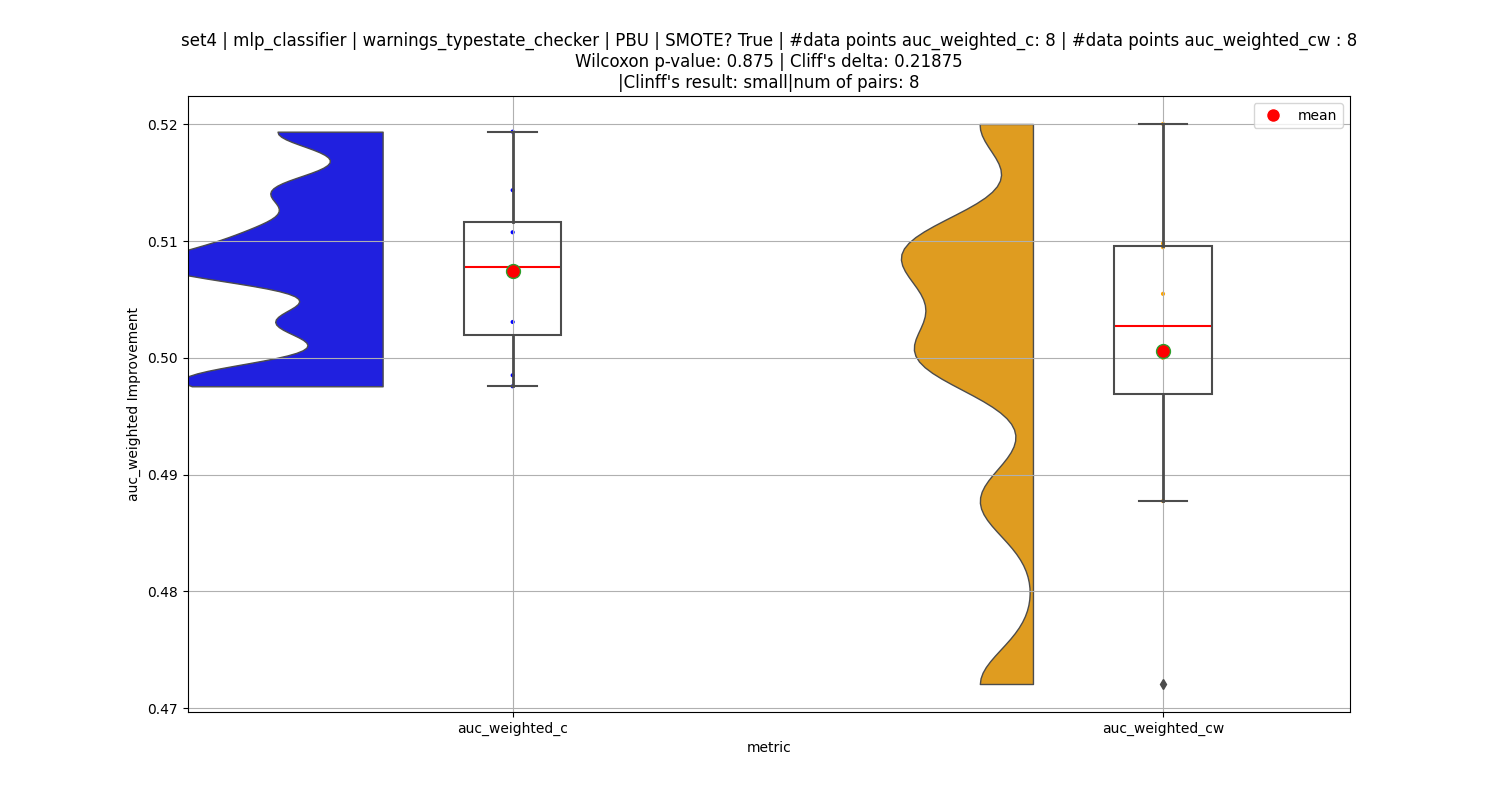 set4 | mlp_classifier | warnings_typestate_checker | PBU | SMOTE? True | #data points auc_weighted_c: 8 | #data points auc_weighted_cw : 8
Wilcoxon p-value: 0.875 | Cliff's delta: 0.21875
|Clinff's result: small|num of pairs: 8
mean
0.52
0.51
0.50
0.49
0.48
0.47
auc_weighted Improvement
auc_weighted_c
auc_weighted_cw
metric